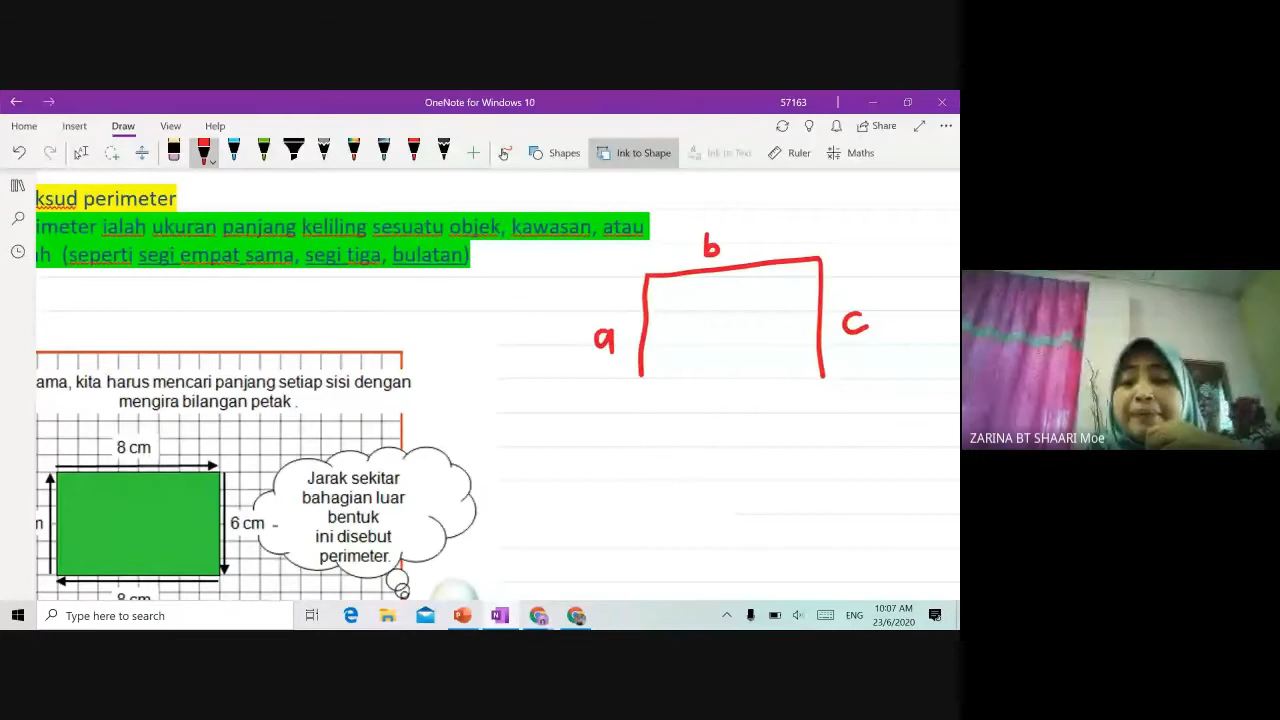 OneNote for Windows 10
57163
Home Insert Draw View Help
Share
Shapes
Ink to Shape
Ink to Text
Ruler
Maths
ksud perimeter
imeter ialah ukuran panjang keliling sesuatu objek, kawasan, atau
ah (seperti segi empat sama, segi tiga, bulatan)
b
a
c
ama, kita harus mencari panjang setiap sisi dengan
mengira bilangan petak .
8 cm
m
6 cm
8 cm
Jarak sekitar
bahagian luar
bentuk
ini disebut
perimeter.
ZARINA BT SHAARI Moe
Type here to search
ENG
10:07 AM
23/6/2020